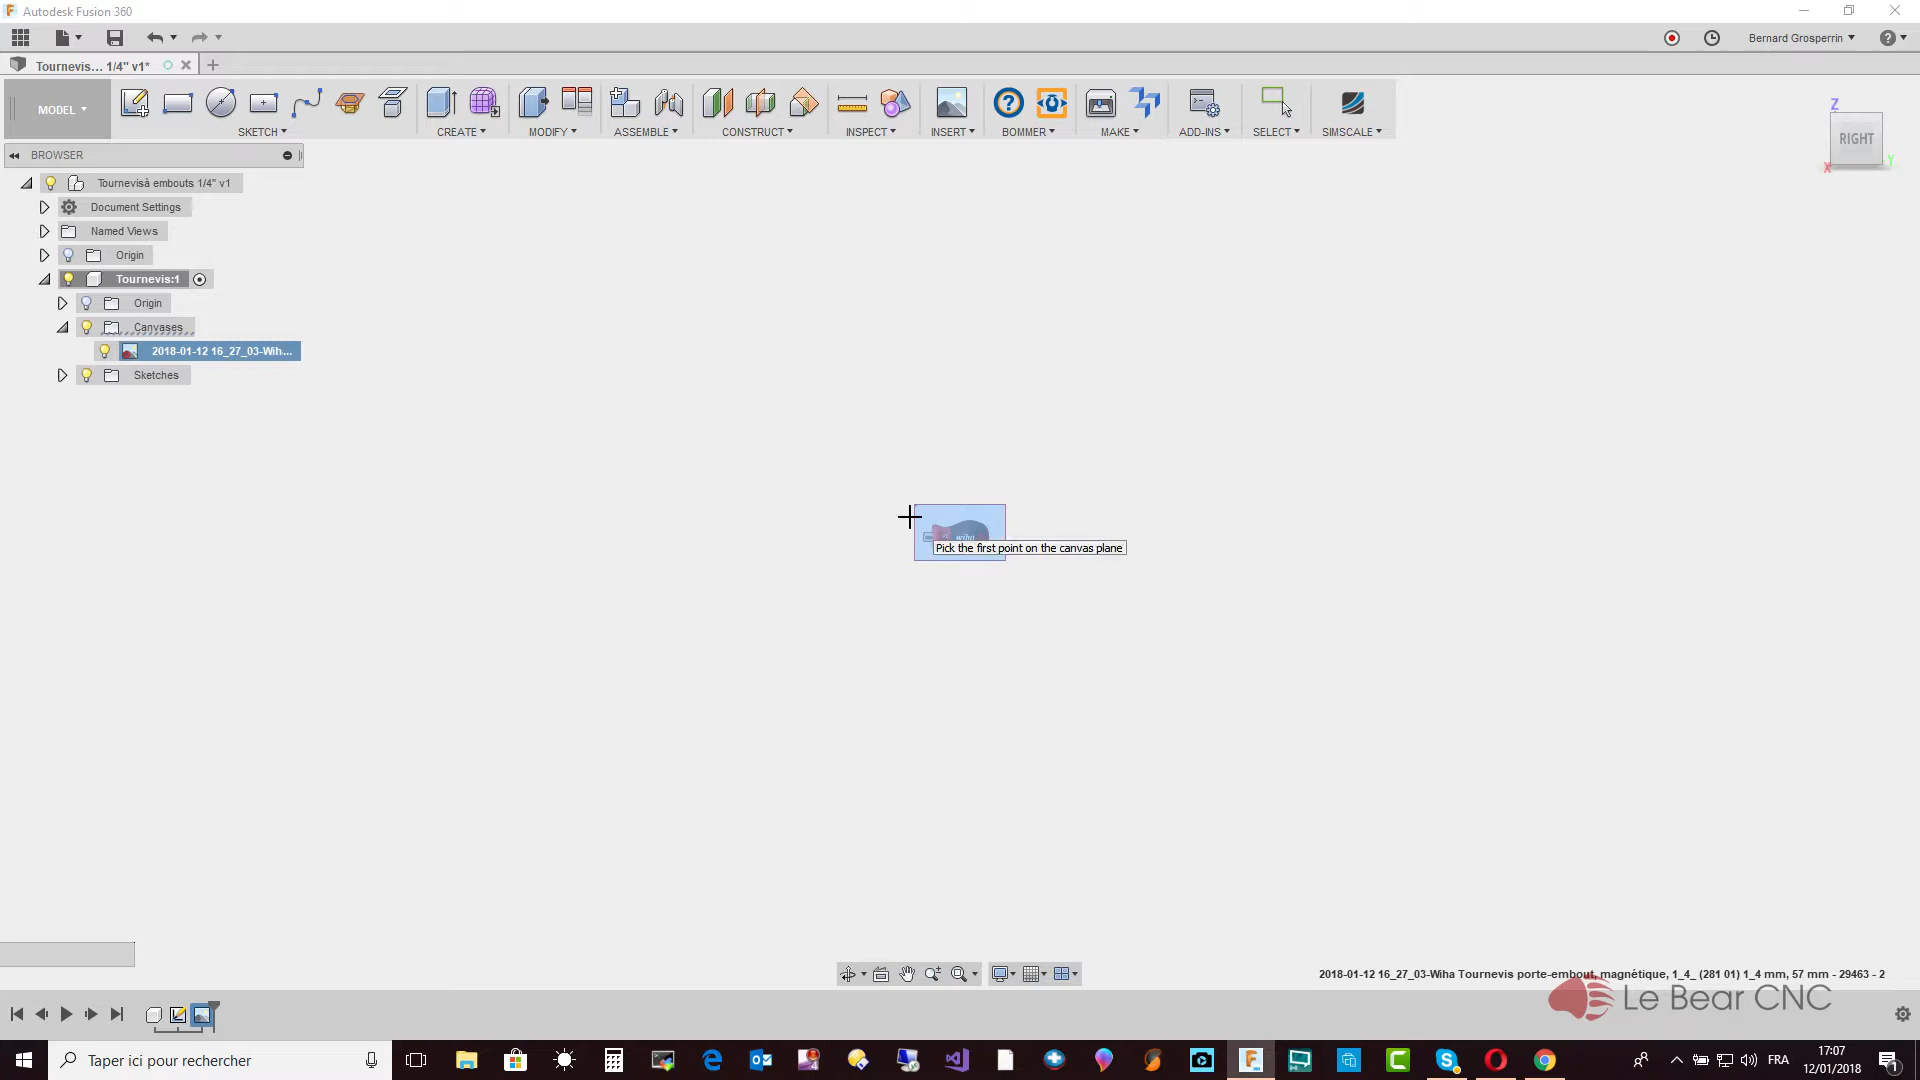 Autodesk Fusion 360
Bernard Grosperrin
Tournevis... 1/4" v1*
MODEL
SKETCH
CREATE
MODIFY
ASSEMBLE
CONSTRUCT
INSPECT
INSERT
BOMMER
MAKE
ADD-INS
SELECT
SIMSCALE
Z
RIGHT
X
Y
BROWSER
Tournevisà embouts 1/4" v1
Document Settings
Named Views
Origin
Tournevis:1
Origin
Canvases
2018-01-12 16_27_03-Wih...
Sketches
wiha
Pick the first point on the canvas plane
2018-01-12 16_27_03-Wiha Tournevis porte-embout, magnétique, 1_4_ (281 01) 1_4 mm, 57 mm - 29463 - 2
Le Bear CNC
Taper ici pour rechercher
FRA
17:07
12/01/2018
1